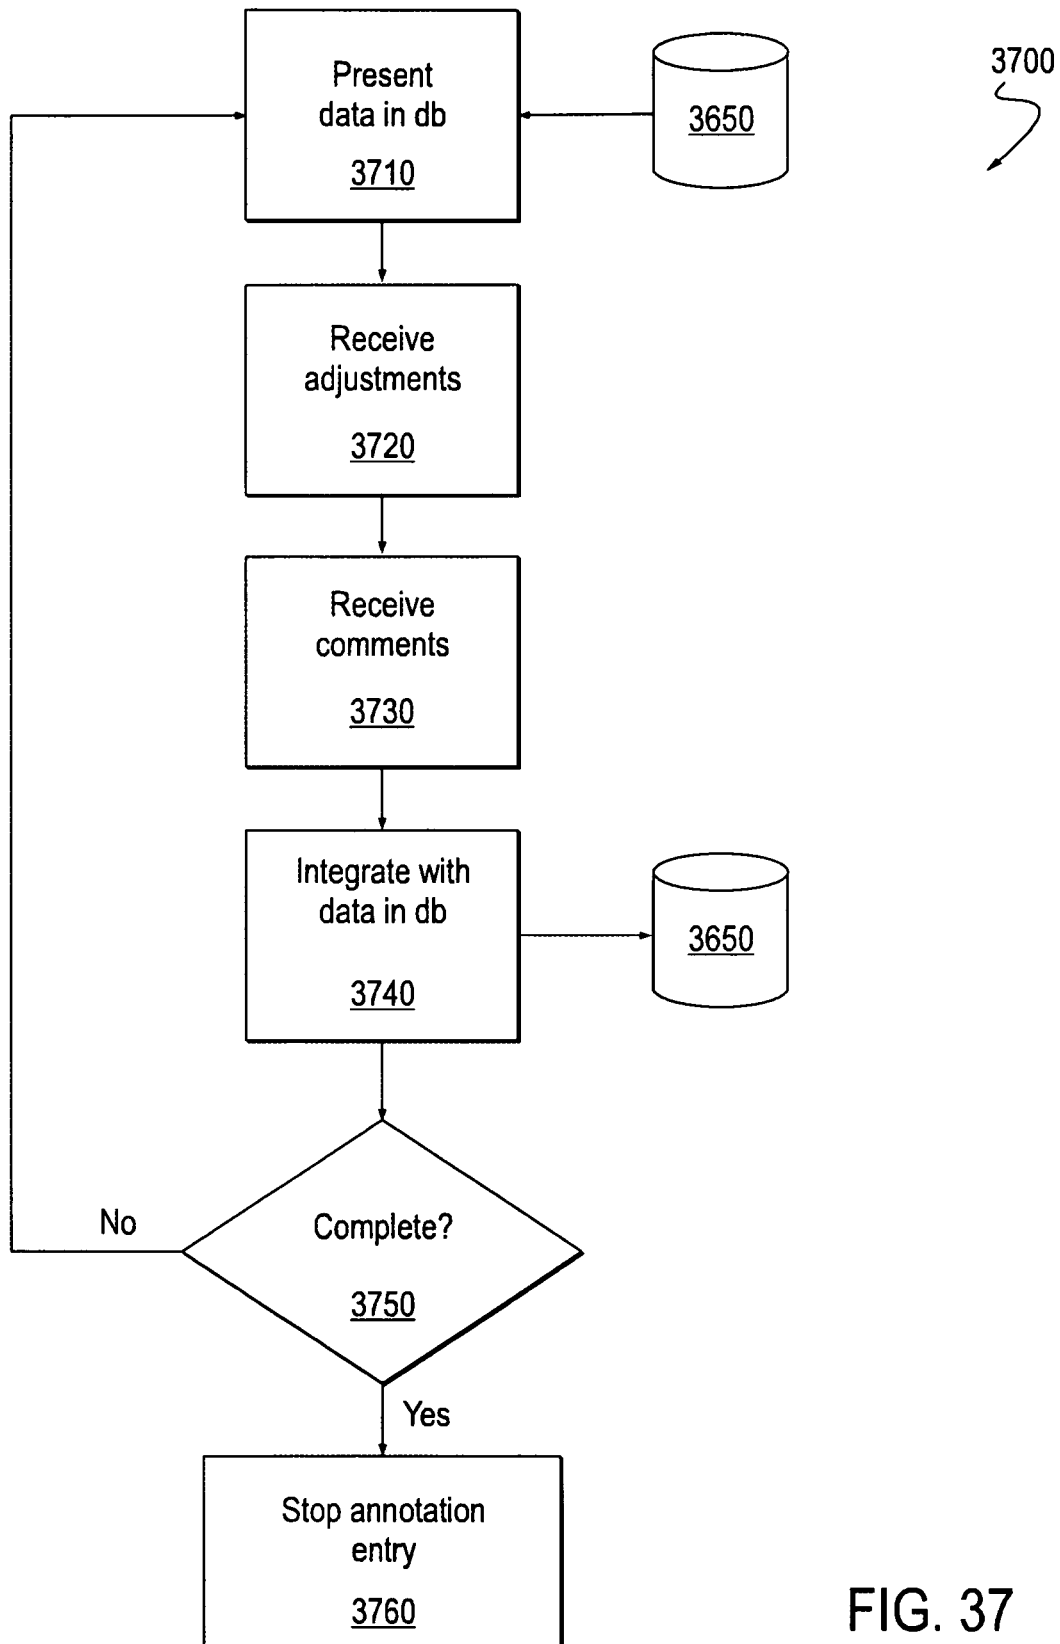 Present
data in db
3710
3650
3700
Receive
adjustments
3720
Receive
comments
3730
Integrate with
data in db
3740
3650
No
Complete?
3750
Yes
Stop annotation
entry
3760
FIG. 37